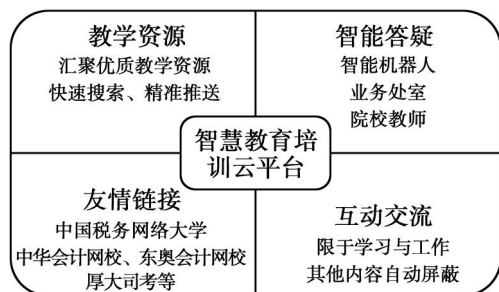 教学资源
汇聚优质教学资源
快速搜索、精准推送
智能答疑
智能机器人
业务处室
院校教师
智慧教育培
训云平台
友情链接
中国税务网络大学
中华会计网校、东奥会计网校
厚大司考等
互动交流
限于学习与工作
其他内容自动屏蔽